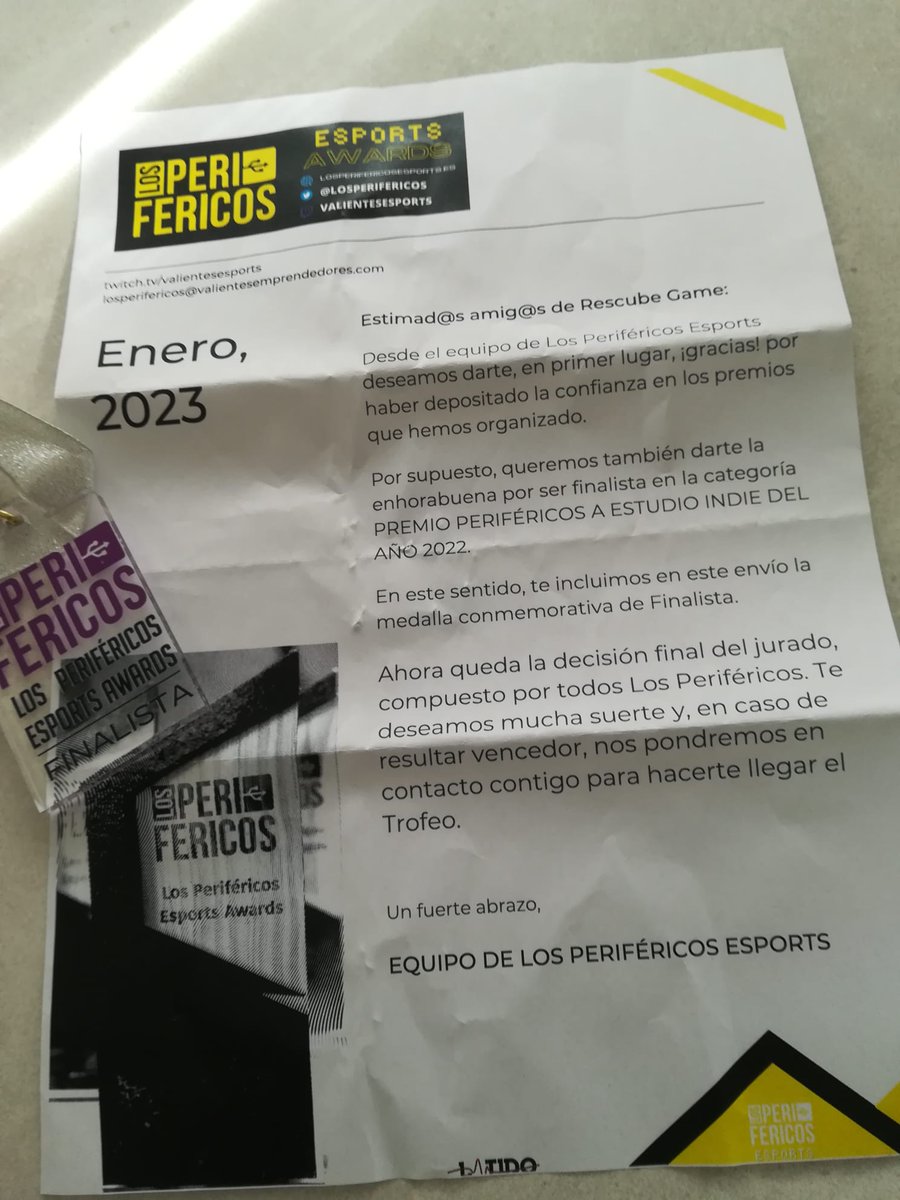 LOS PERI
FERICOS
ESPORTS
AWARDS
LOSPERIFERICOSESPORTS.ES
@LOSPERIFERICOS
VALIENTESESPORTS
twitch.tv/valientesesports
losperifericos@valientesemprendedores.com
Enero,
2023
Estimad@s amig@s de Rescube Game:
Desde el equipo de Los Periféricos Esports
deseamos darte, en primer lugar, ¡gracias! por
haber depositado la confianza en los premios
que hemos organizado.
Por supuesto, queremos también darte la
enhorabuena por ser finalista en la categoría
PREMIO PERIFÉRICOS A ESTUDIO INDIE DEL
AÑO 2022.
En este sentido, te incluimos en este envío la
medalla conmemorativa de Finalista.
Ahora queda la decisión final del jurado,
compuesto por todos Los Periféricos. Te
deseamos mucha suerte y, en caso de
resultar vencedor, nos pondremos en
contacto contigo para hacerte llegar el
Trofeo.
Un fuerte abrazo,
EQUIPO DE LOS PERIFÉRICOS ESPORTS
PERI
FERICOS
LOS PERIFÉRICOS
ESPORTS AWARDS
FINALISTA
LOS PERI
FERICOS
Los Periféricos
Esports Awards
LOS PERI
FERICOS
ESPORTS
LATIDO